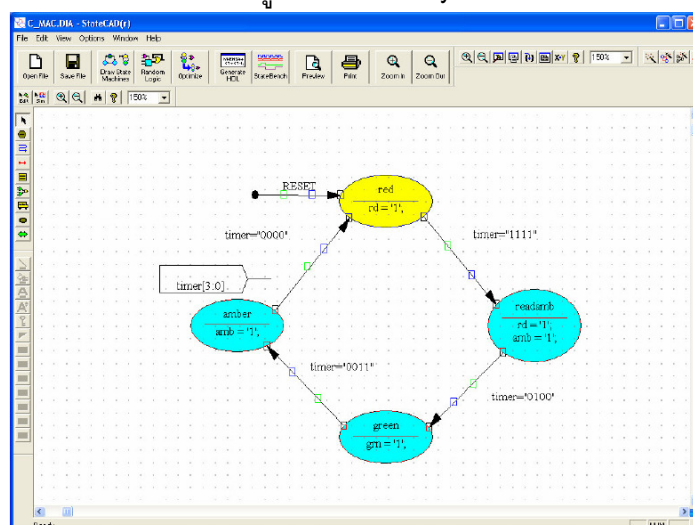 C_MAC.DIA - StateCAD(r)
File Edit View Options Window Help
Open File Save File Draw State Machines Random Logic Optimize Generate HDL StateBench Preview Print Zoom In Zoom Out 150%
150%
RESET
red
rd = '1';
timer="0000"
timer="1111"
timer[3:0]
amber
amb = '1';
readamb
rd = '1';
amb = '1';
timer="0011"
timer="0100"
green
grn = '1';